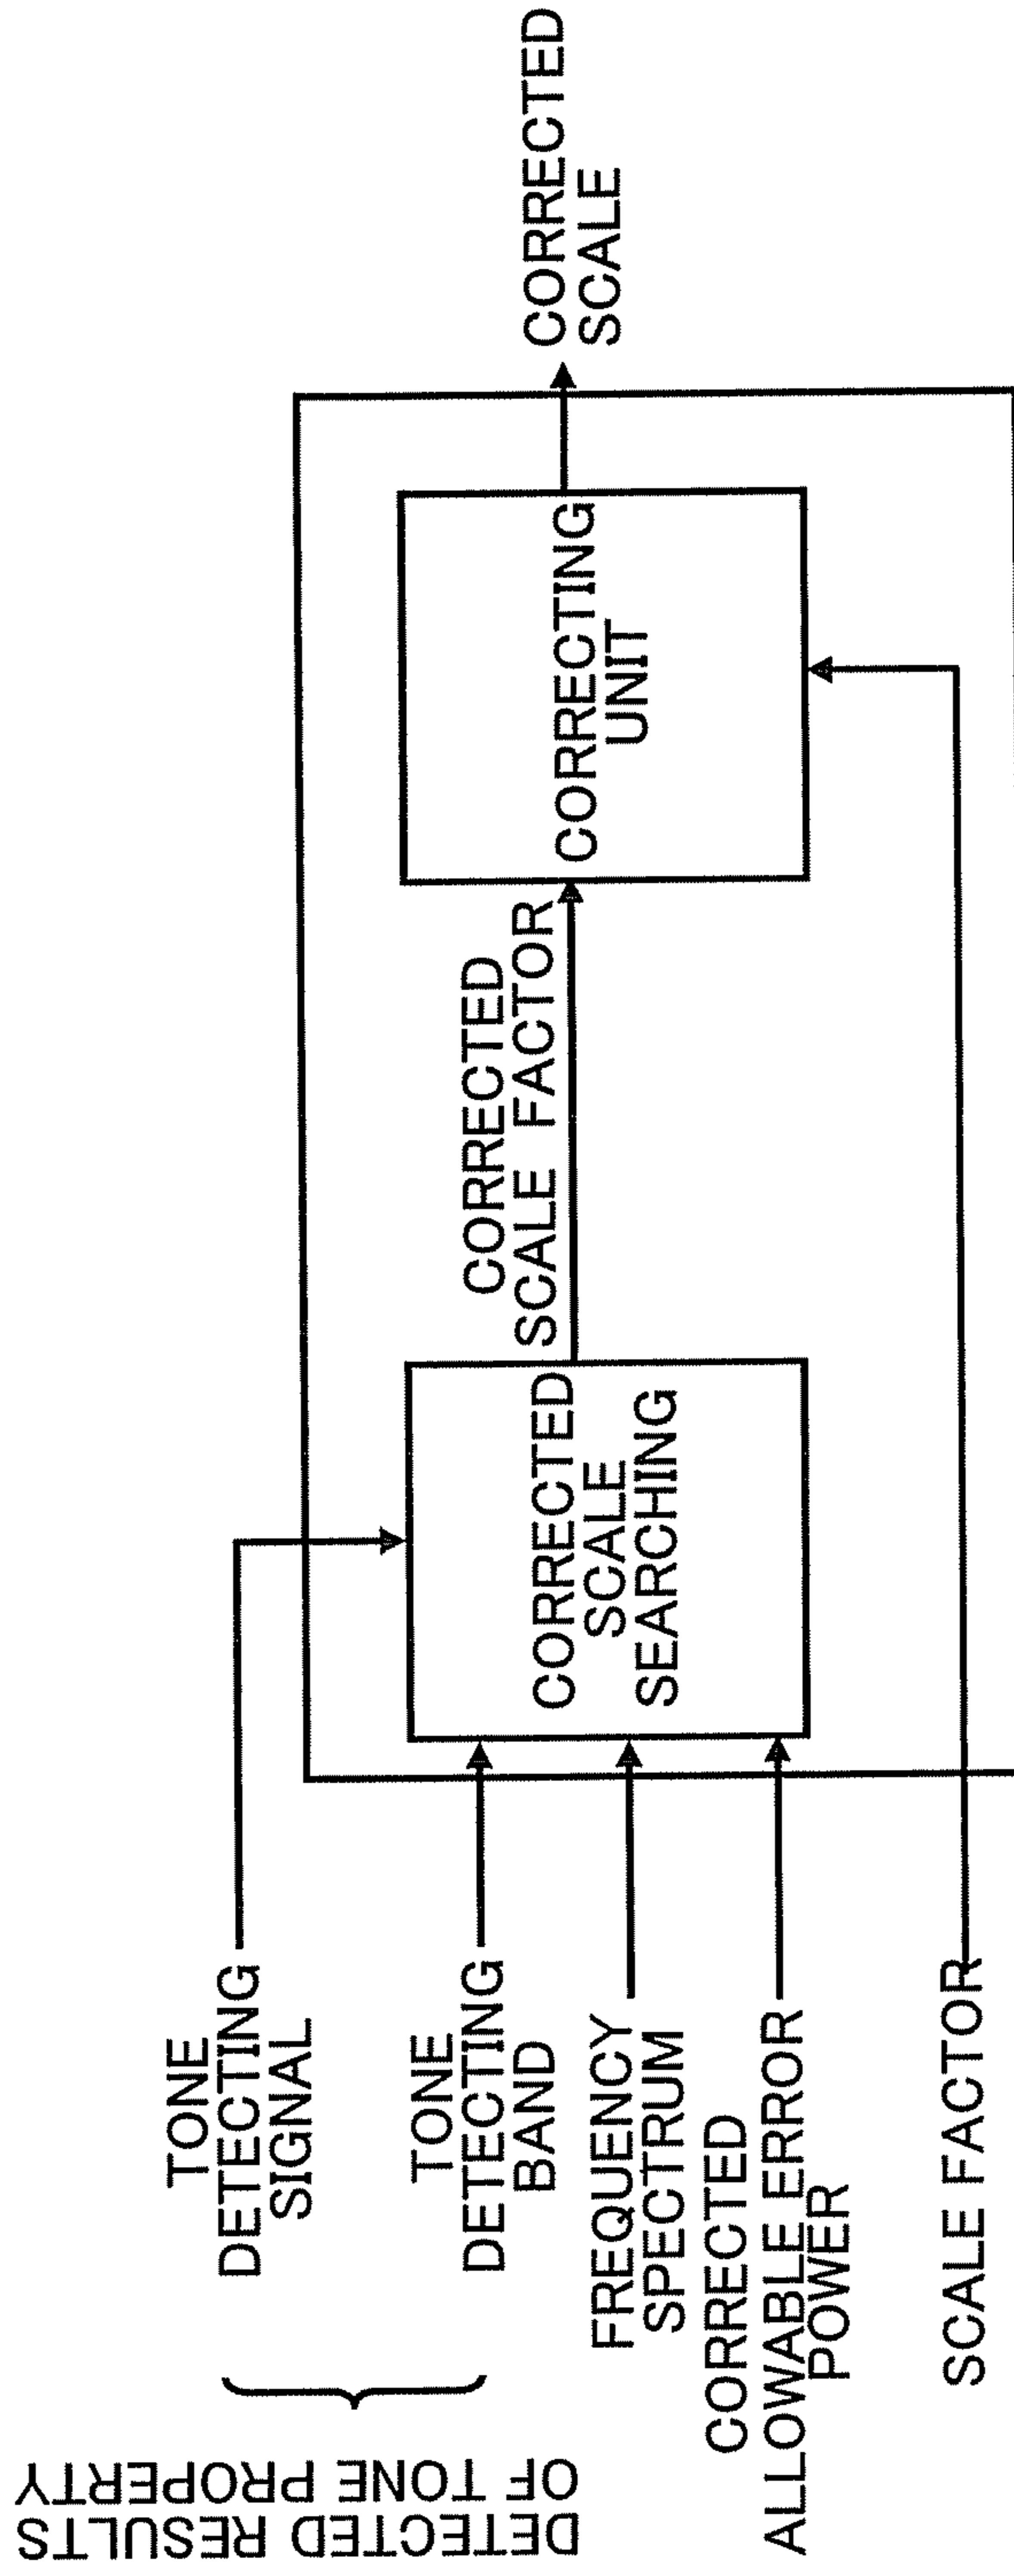 DETECTED RESULTS
OF TONE PROPERTY
TONE
DETECTING
SIGNAL
TONE
DETECTING
BAND
FREQUENCY
SPECTRUM
CORRECTED
ALLOWABLE ERROR
POWER
SCALE FACTOR
CORRECTED
SCALE
SEARCHING
CORRECTED
SCALE FACTOR
CORRECTING
UNIT
CORRECTED
SCALE